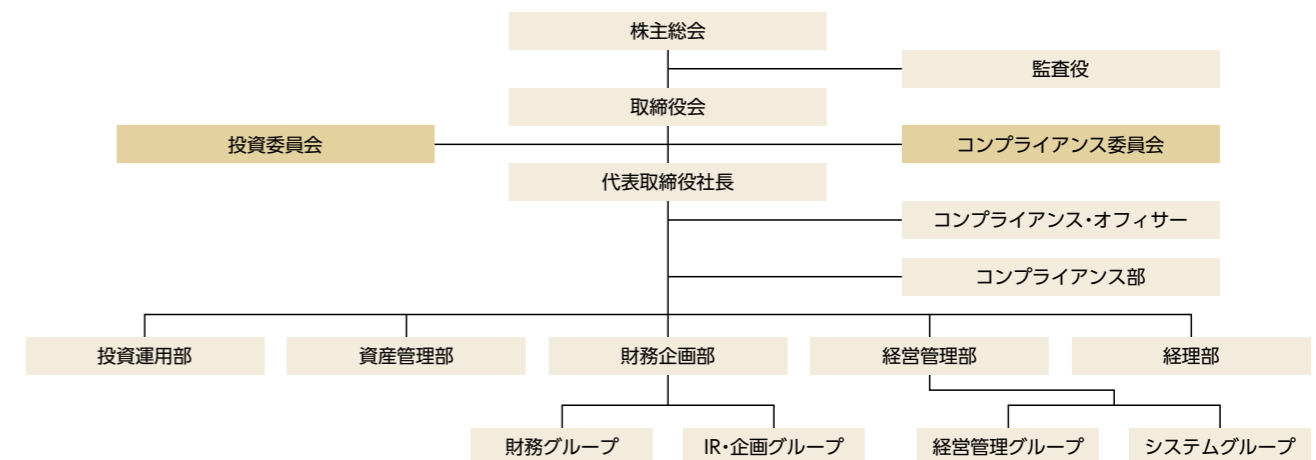 株主総会
監査役
取締役会
投資委員会
コンプライアンス委員会
代表取締役社長
コンプライアンス・オフィサー
コンプライアンス部
投資運用部
資産管理部
財務企画部
経営管理部
経理部
財務グループ
IR・企画グループ
経営管理グループ
システムグループ